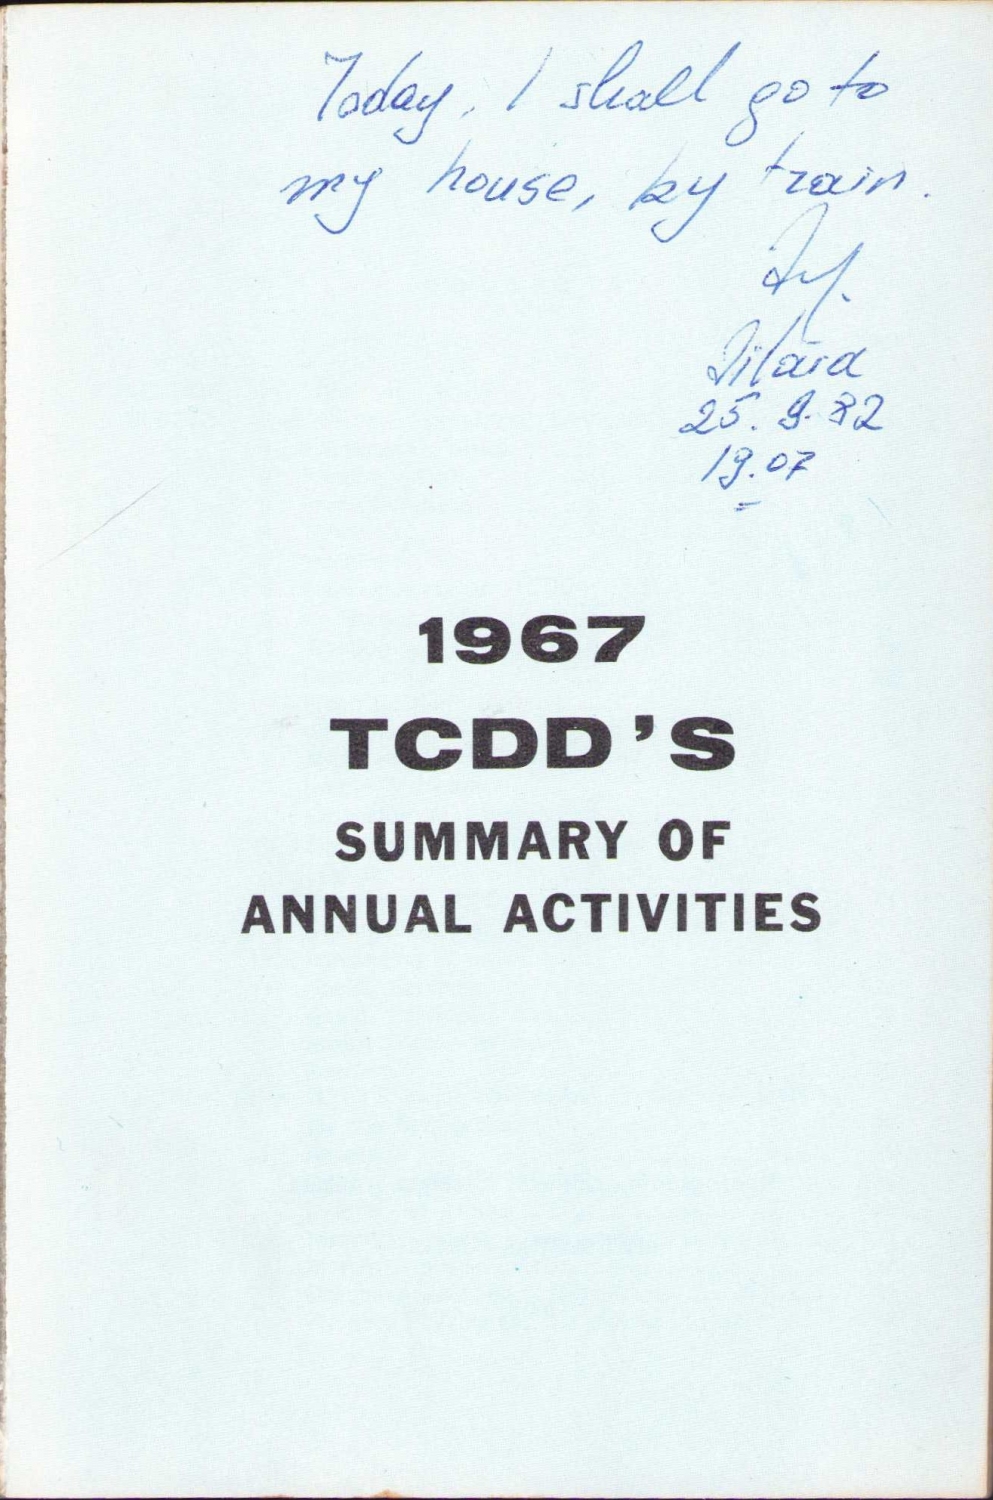 Today, I shall go to
my house, by train.
25. 9. 82
19.07
1967
TCDD'S
SUMMARY OF
ANNUAL ACTIVITIES